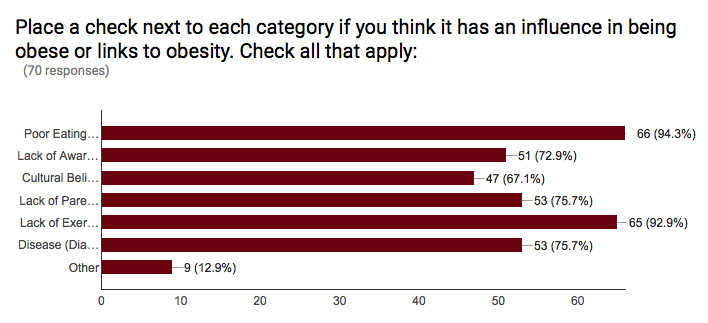 Place a check next to each category if you think it has an influence in being
obese or links to obesity. Check all that apply:
(70 responses)
Poor Eating… 66 (94.3%)
Lack of Awar… 51 (72.9%)
Cultural Beli… 47 (67.1%)
Lack of Pare… 53 (75.7%)
Lack of Exer… 65 (92.9%)
Disease (Dia… 53 (75.7%)
Other 9 (12.9%)
0 10 20 30 40 50 60